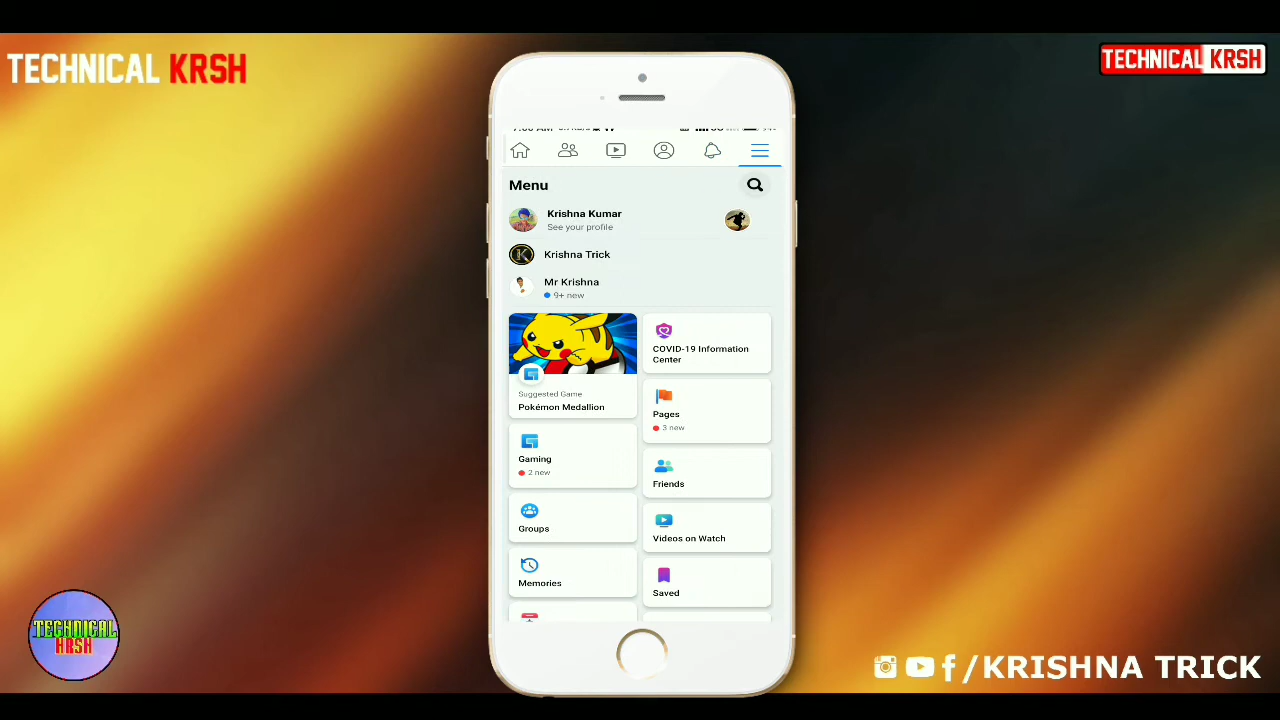 TECHNICAL KRSH
TECHNICAL KRSH
Menu
Krishna Kumar
See your profile
Krishna Trick
Mr Krishna
9+ new
Suggested Game
Pokémon Medallion
COVID-19 Information
Center
Pages
3 new
Gaming
2 new
Friends
Groups
Videos on Watch
Memories
Saved
TECHNICAL
KRSH
/KRISHNA TRICK